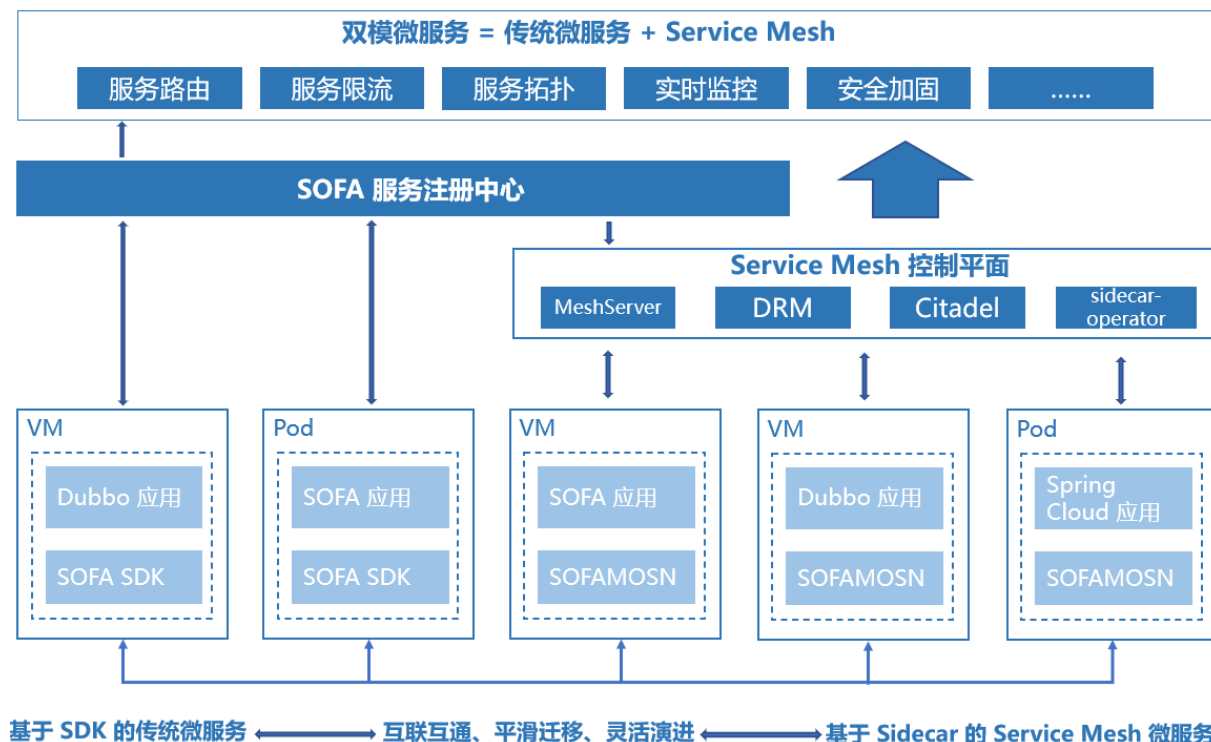 双模微服务 = 传统微服务 + Service Mesh
服务路由
服务限流
服务拓扑
实时监控
安全加固
......
SOFA 服务注册中心
Service Mesh 控制平面
MeshServer
DRM
Citadel
sidecar-
operator
VM
Dubbo 应用
SOFA SDK
Pod
SOFA 应用
SOFA SDK
VM
SOFA 应用
SOFAMOSN
VM
Dubbo 应用
SOFAMOSN
Pod
Spring
Cloud 应用
SOFAMOSN
基于 SDK 的传统微服务
互联互通、平滑迁移、灵活演进
基于 Sidecar 的 Service Mesh 微服务